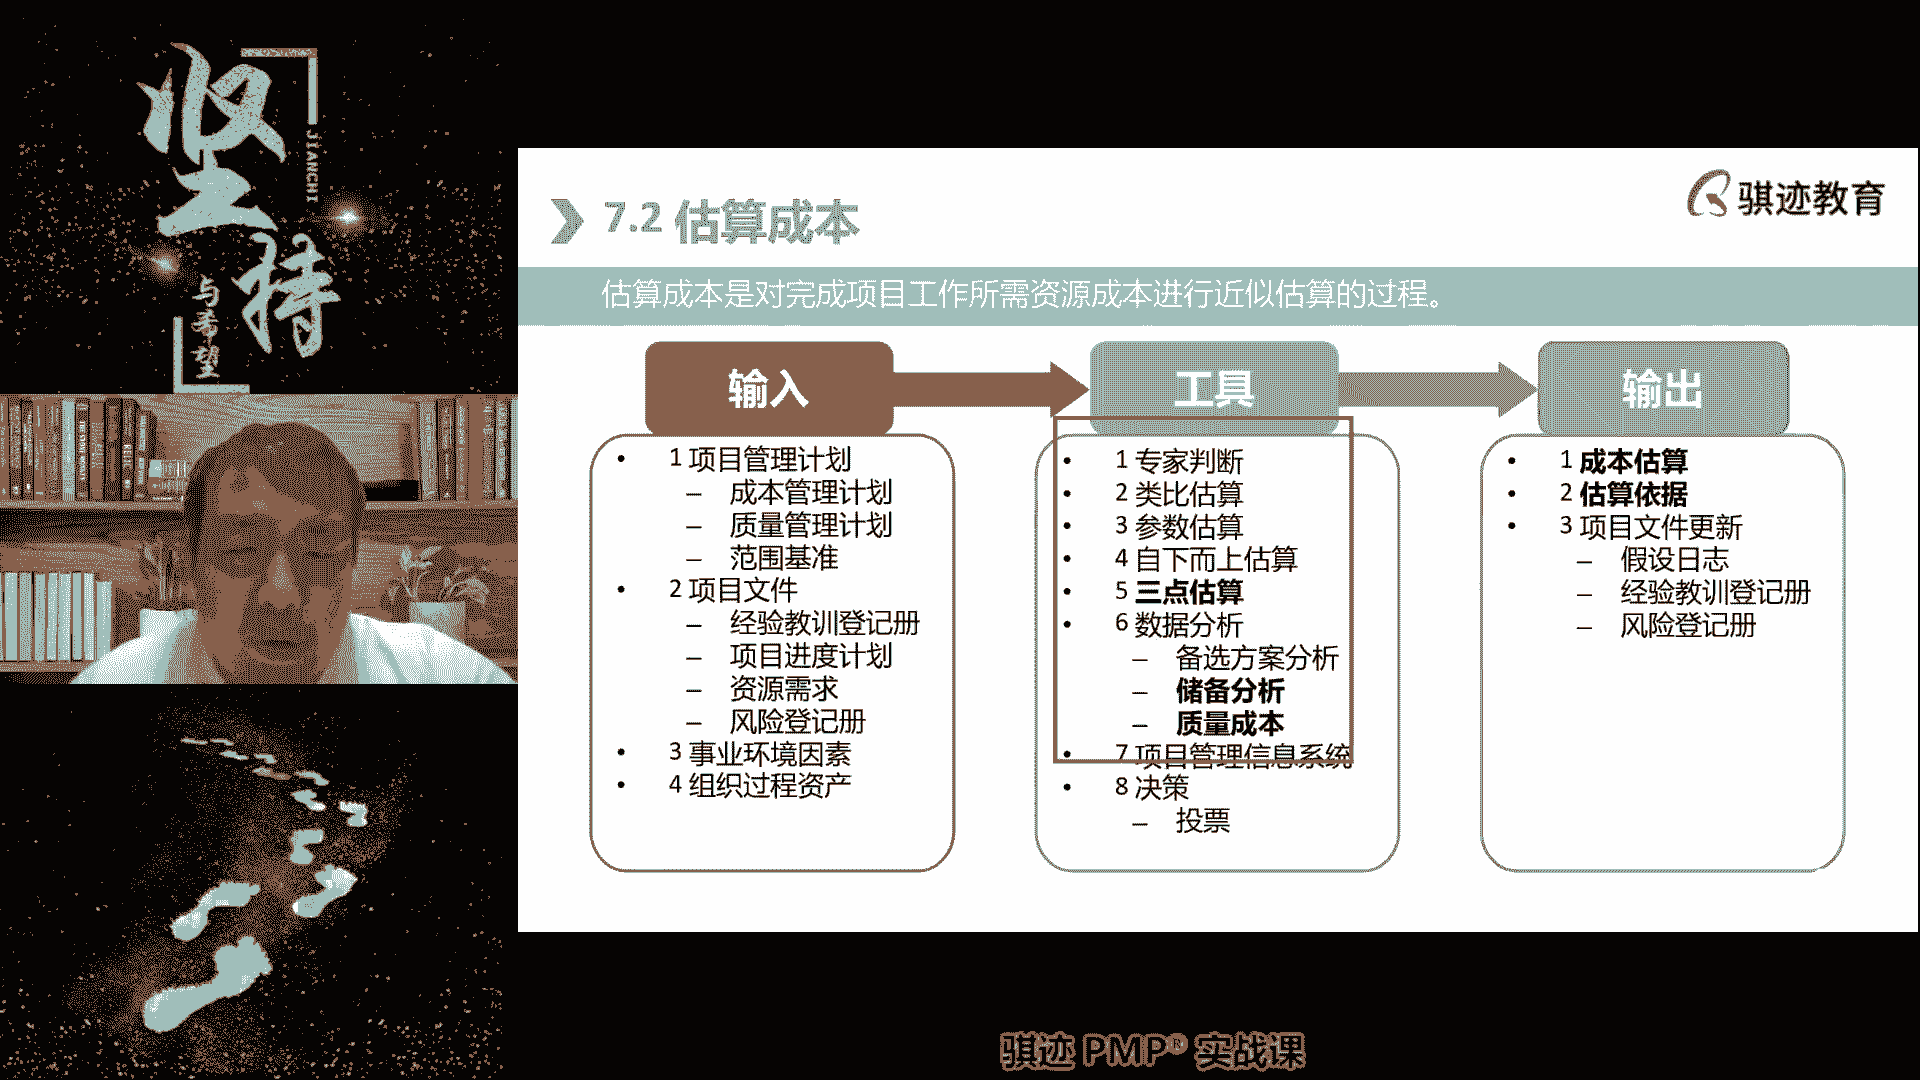 坚持
JIANCHI
与希望
骐迹教育
7.2 估算成本
估算成本是对完成项目工作所需资源成本进行近似估算的过程。
输入
• 1 项目管理计划
– 成本管理计划
– 质量管理计划
– 范围基准
• 2 项目文件
– 经验教训登记册
– 项目进度计划
– 资源需求
– 风险登记册
• 3 事业环境因素
• 4 组织过程资产
工具
• 1 专家判断
• 2 类比估算
• 3 参数估算
• 4 自下而上估算
• 5 三点估算
• 6 数据分析
– 备选方案分析
– 储备分析
– 质量成本
• 7 项目管理信息系统
• 8 决策
– 投票
输出
• 1 成本估算
• 2 估算依据
• 3 项目文件更新
– 假设日志
– 经验教训登记册
– 风险登记册
骐迹 PMP® 实战课